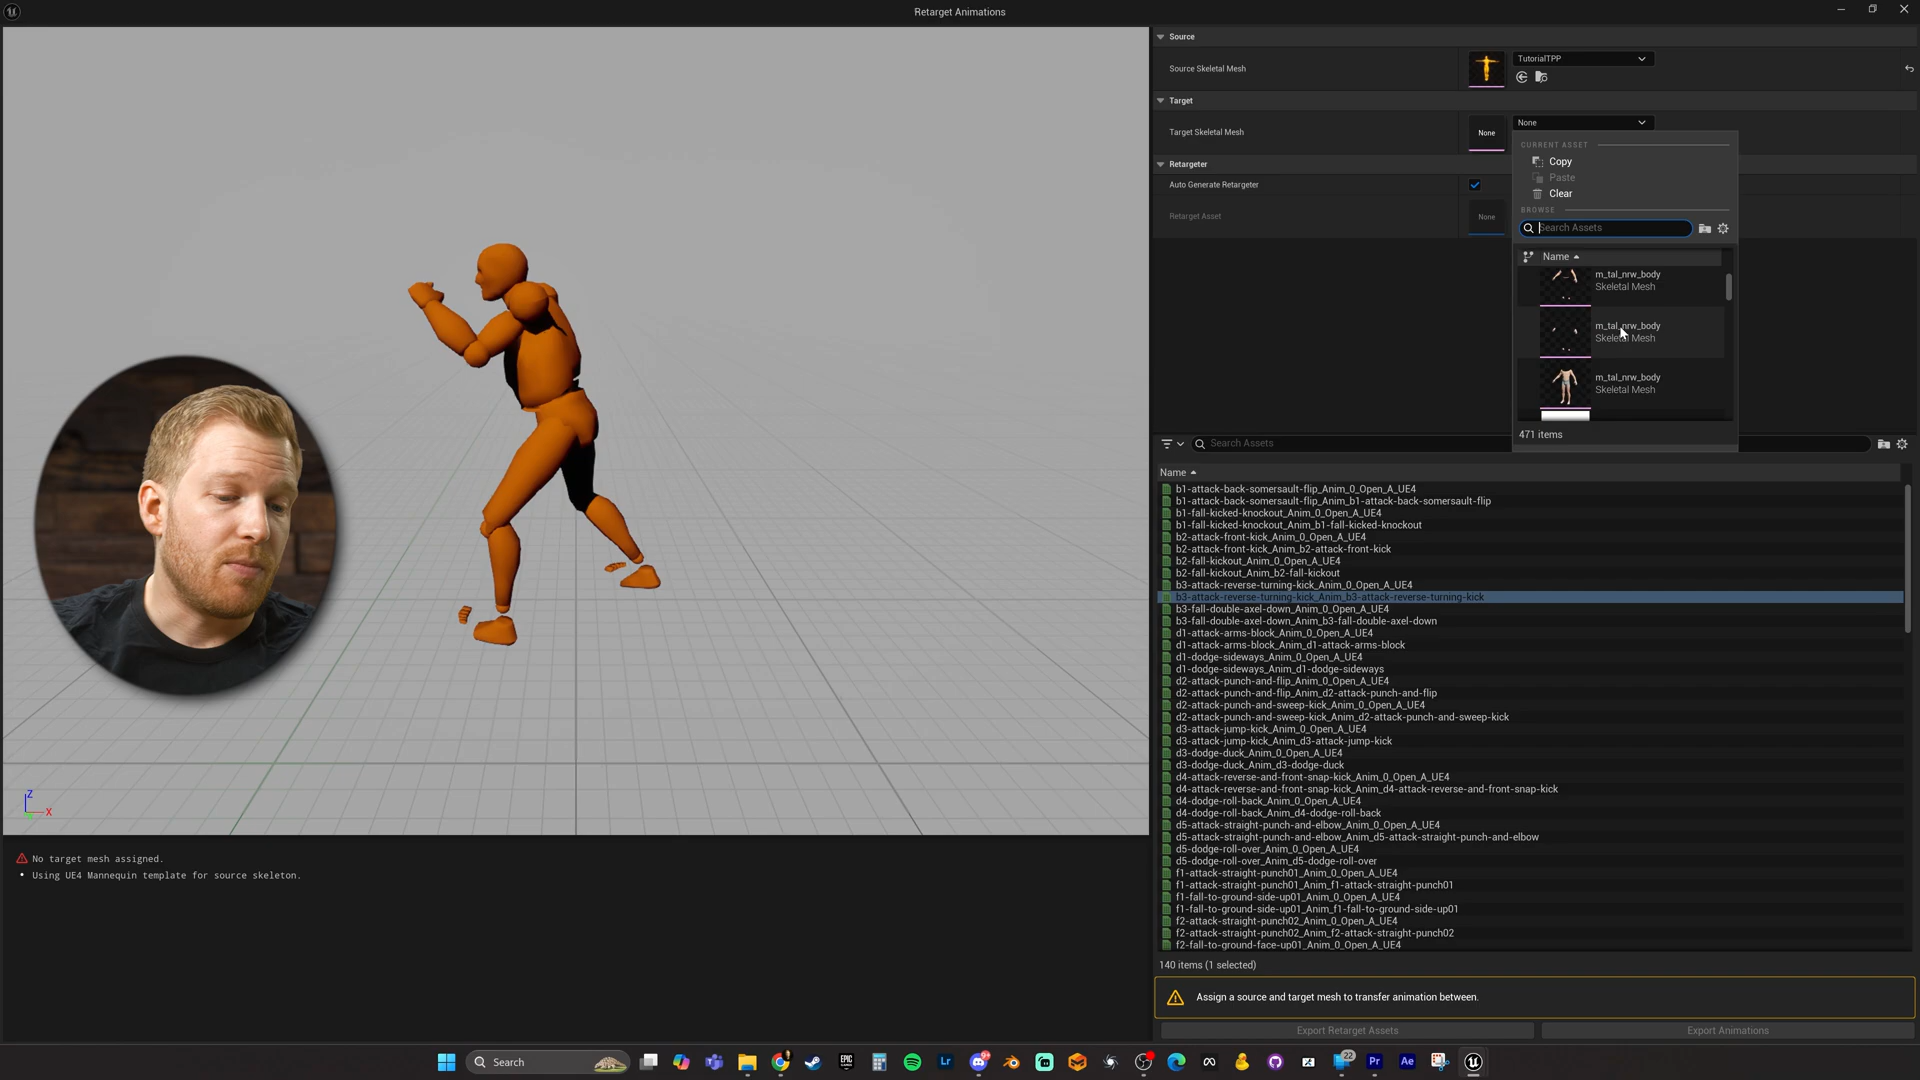 Retarget Animations
Source
Source Skeletal Mesh
TutorialTPP
Target
Target Skeletal Mesh
None
None
Retargeter
Auto Generate Retargeter
Retarget Asset
None
CURRENT ASSET
Copy
Paste
Clear
BROWSE
Search Assets
Name
m_tal_nrw_body
Skeletal Mesh
m_tal_nrw_body
Skeletal Mesh
m_tal_nrw_body
Skeletal Mesh
471 items
Search Assets
Name
b1-attack-back-somersault-flip_Anim_0_Open_A_UE4
b1-attack-back-somersault-flip_Anim_b1-attack-back-somersault-flip
b1-fall-kicked-knockout_Anim_0_Open_A_UE4
b1-fall-kicked-knockout_Anim_b1-fall-kicked-knockout
b2-attack-front-kick_Anim_0_Open_A_UE4
b2-attack-front-kick_Anim_b2-attack-front-kick
b2-fall-kickout_Anim_0_Open_A_UE4
b2-fall-kickout_Anim_b2-fall-kickout
b3-attack-reverse-turning-kick_Anim_0_Open_A_UE4
b3-attack-reverse-turning-kick_Anim_b3-attack-reverse-turning-kick
b3-fall-double-axel-down_Anim_0_Open_A_UE4
b3-fall-double-axel-down_Anim_b3-fall-double-axel-down
d1-attack-arms-block_Anim_0_Open_A_UE4
d1-attack-arms-block_Anim_d1-attack-arms-block
d1-dodge-sideways_Anim_0_Open_A_UE4
d1-dodge-sideways_Anim_d1-dodge-sideways
d2-attack-punch-and-flip_Anim_0_Open_A_UE4
d2-attack-punch-and-flip_Anim_d2-attack-punch-and-flip
d2-attack-punch-and-sweep-kick_Anim_0_Open_A_UE4
d2-attack-punch-and-sweep-kick_Anim_d2-attack-punch-and-sweep-kick
d3-attack-jump-kick_Anim_0_Open_A_UE4
d3-attack-jump-kick_Anim_d3-attack-jump-kick
d3-dodge-duck_Anim_0_Open_A_UE4
d3-dodge-duck_Anim_d3-dodge-duck
d4-attack-reverse-and-front-snap-kick_Anim_0_Open_A_UE4
d4-attack-reverse-and-front-snap-kick_Anim_d4-attack-reverse-and-front-snap-kick
d4-dodge-roll-back_Anim_0_Open_A_UE4
d4-dodge-roll-back_Anim_d4-dodge-roll-back
d5-attack-straight-punch-and-elbow_Anim_0_Open_A_UE4
d5-attack-straight-punch-and-elbow_Anim_d5-attack-straight-punch-and-elbow
d5-dodge-roll-over_Anim_0_Open_A_UE4
d5-dodge-roll-over_Anim_d5-dodge-roll-over
f1-attack-straight-punch01_Anim_0_Open_A_UE4
f1-attack-straight-punch01_Anim_f1-attack-straight-punch01
f1-fall-to-ground-side-up01_Anim_0_Open_A_UE4
f1-fall-to-ground-side-up01_Anim_f1-fall-to-ground-side-up01
f2-attack-straight-punch02_Anim_0_Open_A_UE4
f2-attack-straight-punch02_Anim_f2-attack-straight-punch02
f2-fall-to-ground-face-up01_Anim_0_Open_A_UE4
140 items (1 selected)
Assign a source and target mesh to transfer animation between.
Export Retarget Assets
Export Animations
Z
X
No target mesh assigned.
• Using UE4 Mannequin template for source skeleton.
Search
EPIC
Lr
22
Pr
Ae